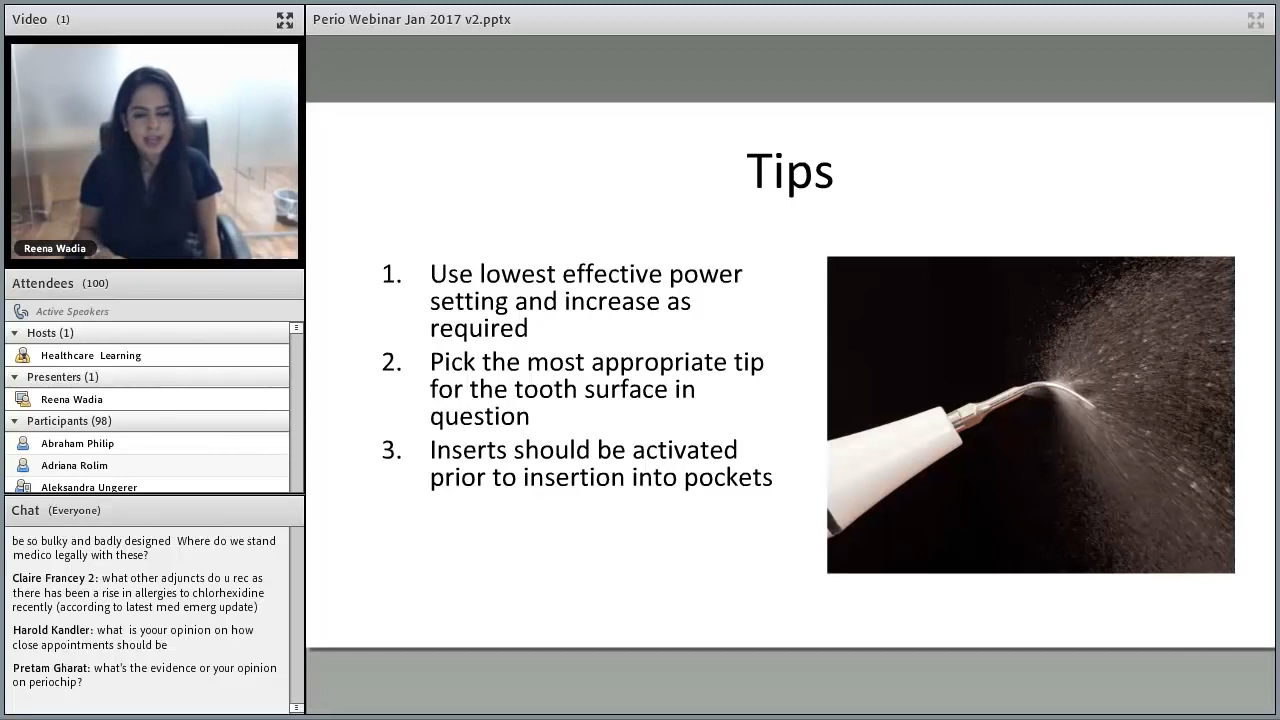 Video (1)
Reena Wadia
Attendees (100)
Active Speakers
Hosts (1)
Healthcare Learning
Presenters (1)
Reena Wadia
Participants (98)
Abraham Philip
Adriana Rolim
Aleksandra Ungerer
Chat (Everyone)
be so bulky and badly designed Where do we stand
medico legally with these?
Claire Francey 2: what other adjuncts do u rec as
there has been a rise in allergies to chlorhexidine
recently (according to latest med emerg update)
Harold Kandler: what is yoour opinion on how
close appointments should be
Pretam Gharat: what's the evidence or your opinion
on periochip?
Perio Webinar Jan 2017 v2.pptx
Tips
1. Use lowest effective power
setting and increase as
required
2. Pick the most appropriate tip
for the tooth surface in
question
3. Inserts should be activated
prior to insertion into pockets